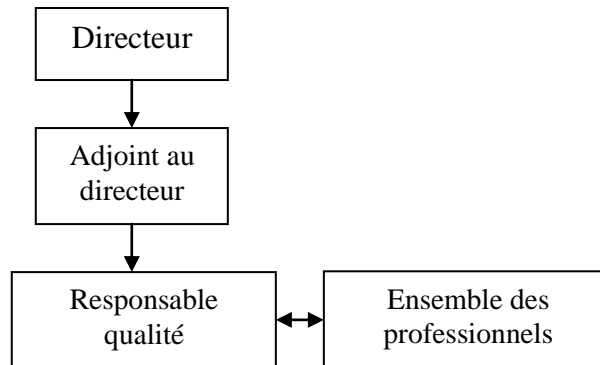 Directeur
Adjoint au
directeur
Responsable
qualité
Ensemble des
professionnels